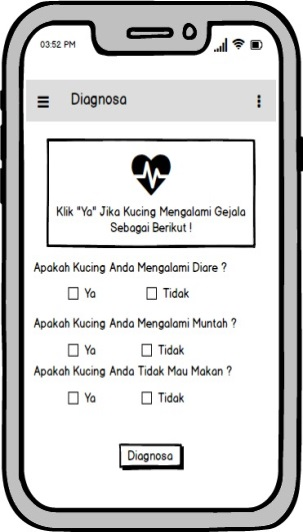 03:52 PM
Diagnosa
Klik "Ya" Jika Kucing Mengalami Gejala
Sebagai Berikut !
Apakah Kucing Anda Mengalami Diare ?
Ya Tidak
Apakah Kucing Anda Mengalami Muntah ?
Ya Tidak
Apakah Kucing Anda Tidak Mau Makan ?
Ya Tidak
Diagnosa